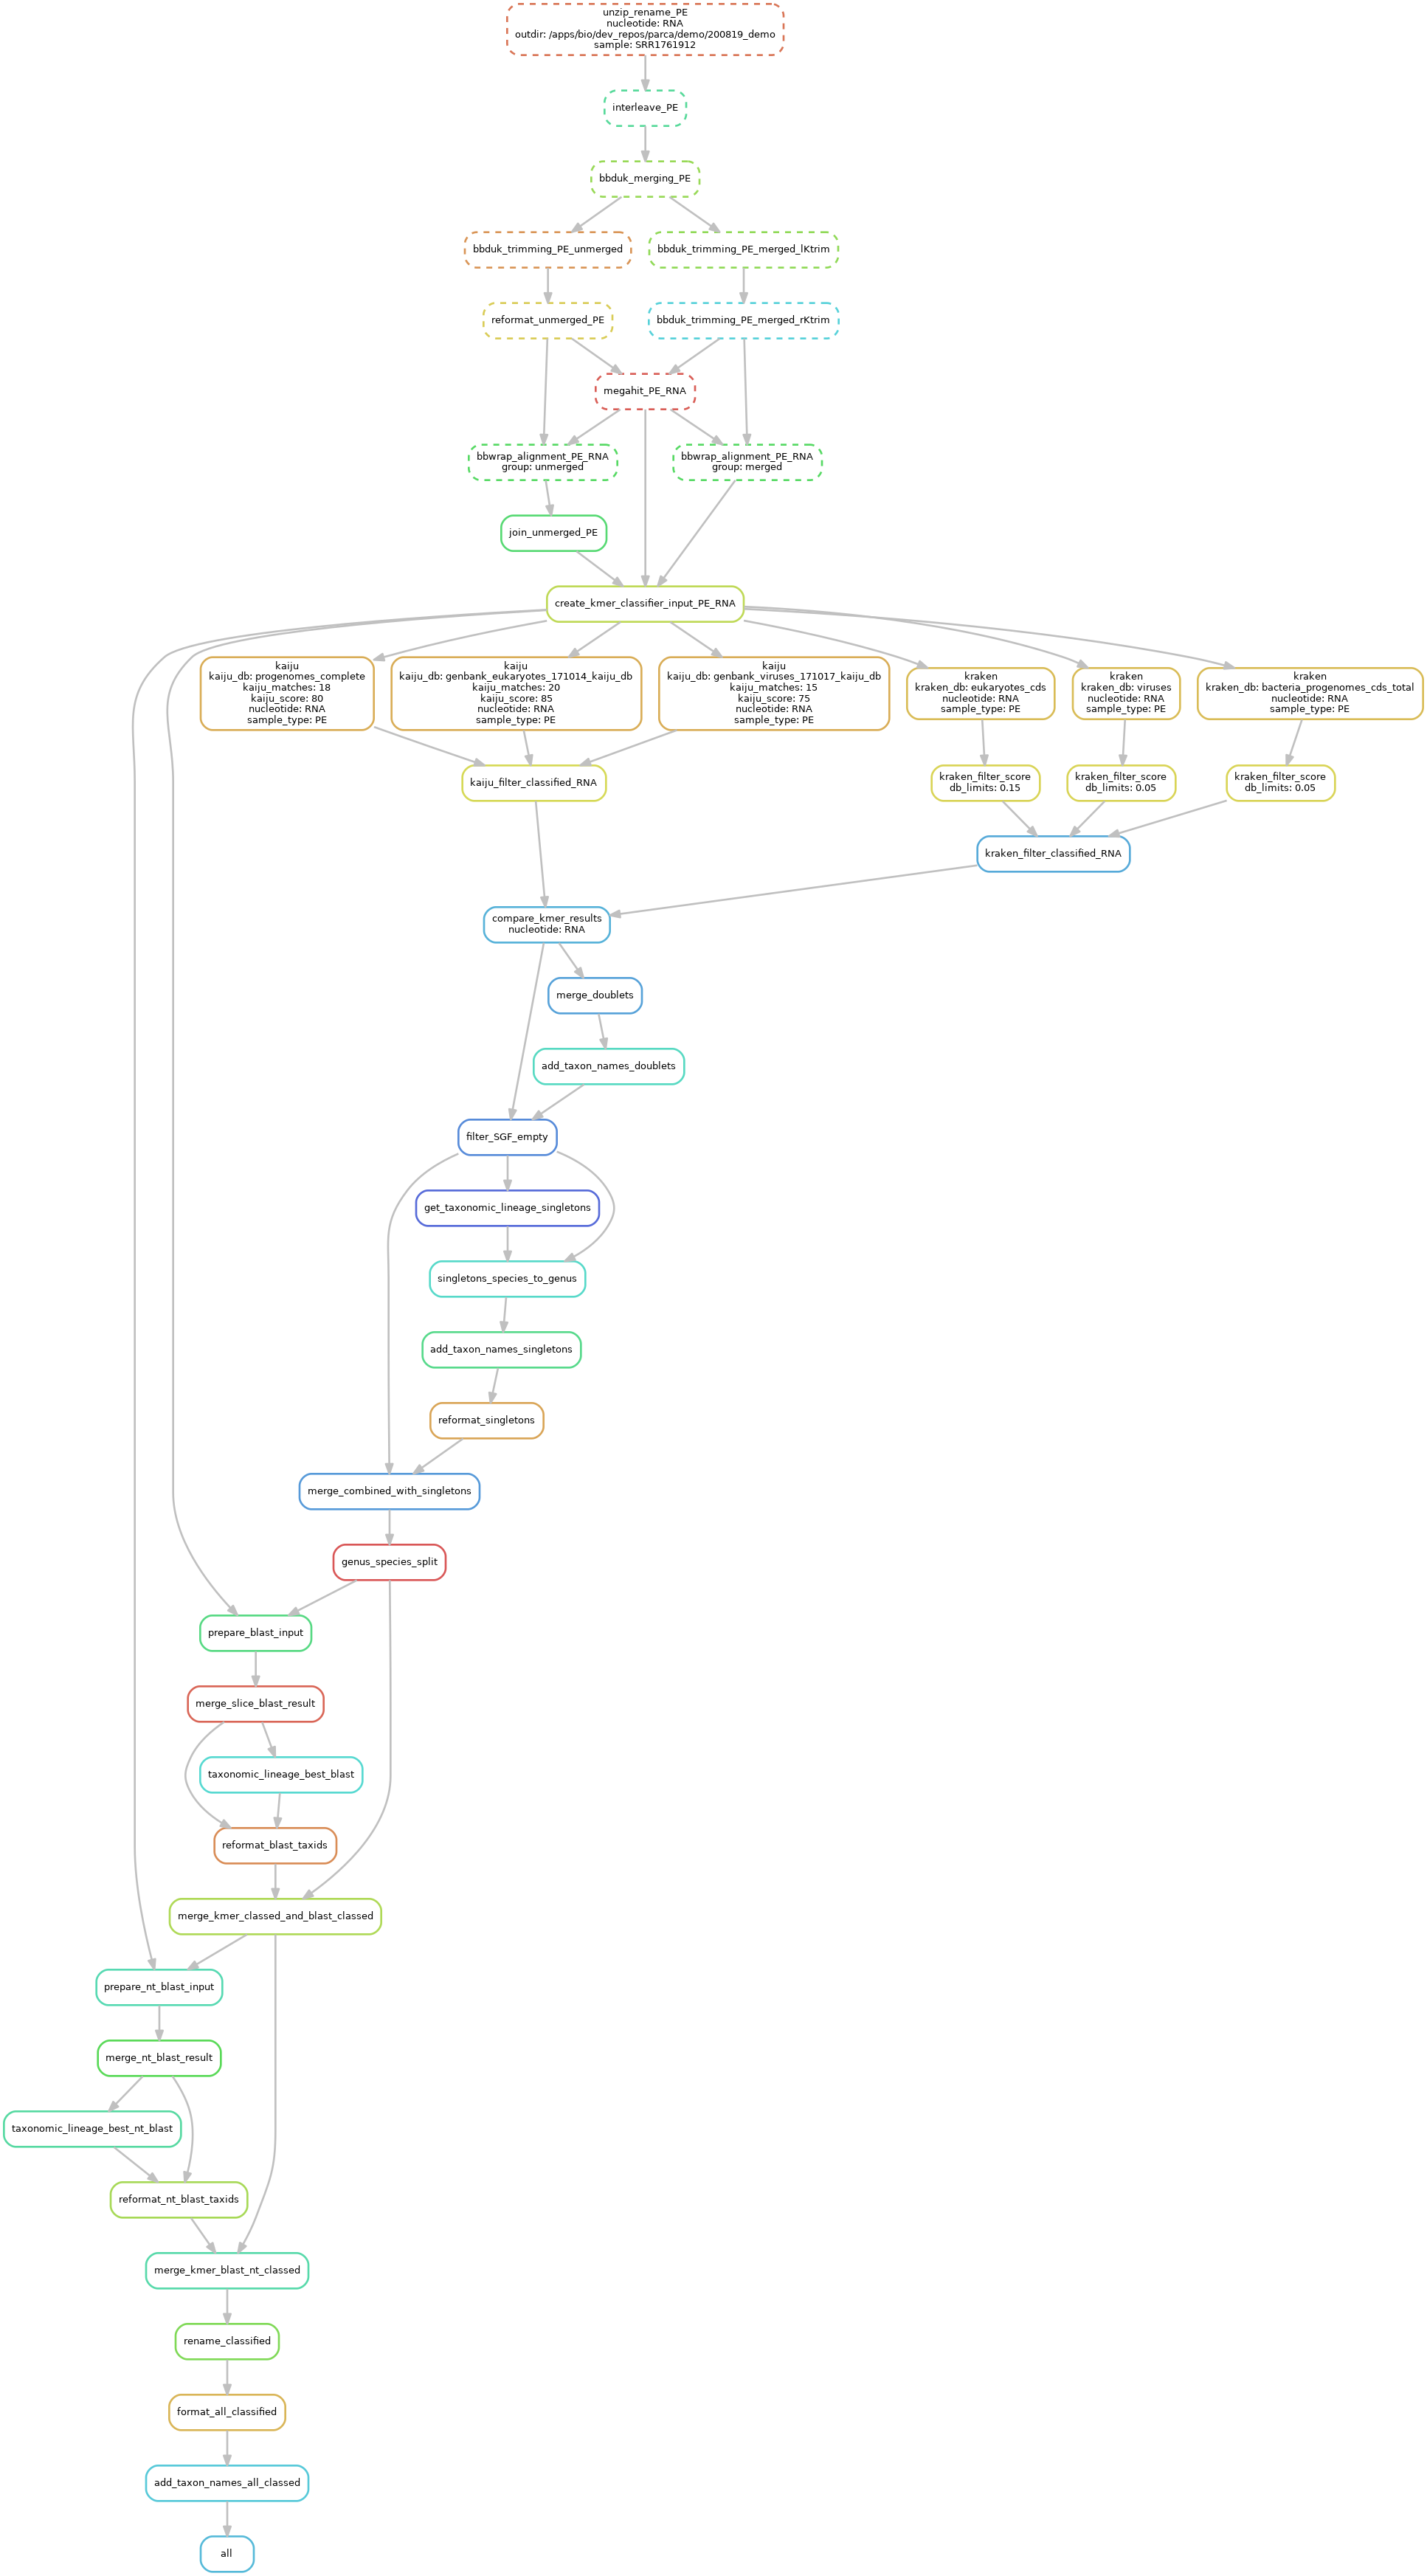 unzip_rename_PE
nucleotide: RNA
outdir: /apps/bio/dev_repos/parca/demo/200819_demo
sample: SRR1761912
interleave_PE
bbduk_merging_PE
bbduk_trimming_PE_unmerged
bbduk_trimming_PE_merged_lKtrim
reformat_unmerged_PE
bbduk_trimming_PE_merged_rKtrim
megahit_PE_RNA
bbwrap_alignment_PE_RNA
group: unmerged
bbwrap_alignment_PE_RNA
group: merged
join_unmerged_PE
create_kmer_classifier_input_PE_RNA
kaiju
kaiju_db: progenomes_complete
kaiju_matches: 18
kaiju_score: 80
nucleotide: RNA
sample_type: PE
kaiju
kaiju_db: genbank_eukaryotes_171014_kaiju_db
kaiju_matches: 20
kaiju_score: 85
nucleotide: RNA
sample_type: PE
kaiju
kaiju_db: genbank_viruses_171017_kaiju_db
kaiju_matches: 15
kaiju_score: 75
nucleotide: RNA
sample_type: PE
kraken
kraken_db: eukaryotes_cds
nucleotide: RNA
sample_type: PE
kraken
kraken_db: viruses
nucleotide: RNA
sample_type: PE
kraken
kraken_db: bacteria_progenomes_cds_total
nucleotide: RNA
sample_type: PE
kaiju_filter_classified_RNA
kraken_filter_score
db_limits: 0.15
kraken_filter_score
db_limits: 0.05
kraken_filter_score
db_limits: 0.05
kraken_filter_classified_RNA
compare_kmer_results
nucleotide: RNA
merge_doublets
add_taxon_names_doublets
filter_SGF_empty
get_taxonomic_lineage_singletons
singletons_species_to_genus
add_taxon_names_singletons
reformat_singletons
merge_combined_with_singletons
genus_species_split
prepare_blast_input
merge_slice_blast_result
taxonomic_lineage_best_blast
reformat_blast_taxids
merge_kmer_classed_and_blast_classed
prepare_nt_blast_input
merge_nt_blast_result
taxonomic_lineage_best_nt_blast
reformat_nt_blast_taxids
merge_kmer_blast_nt_classed
rename_classified
format_all_classified
add_taxon_names_all_classed
all